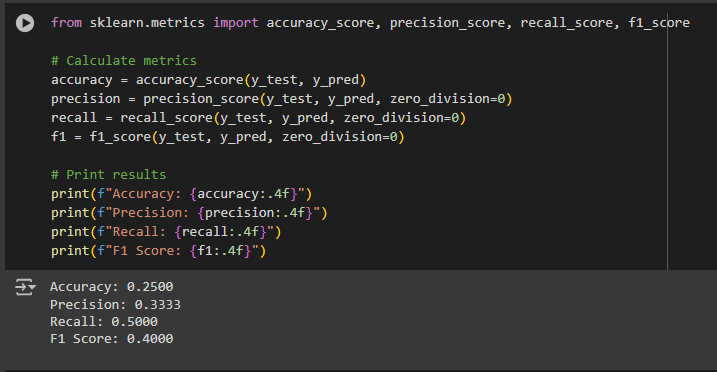 from sklearn.metrics import accuracy_score, precision_score, recall_score, f1_score
# Calculate metrics
accuracy = accuracy_score(y_test, y_pred)
precision = precision_score(y_test, y_pred, zero_division=0)
recall = recall_score(y_test, y_pred, zero_division=0)
f1 = f1_score(y_test, y_pred, zero_division=0)
# Print results
print(f"Accuracy: {accuracy:.4f}")
print(f"Precision: {precision:.4f}")
print(f"Recall: {recall:.4f}")
print(f"F1 Score: {f1:.4f}")
Accuracy: 0.2500
Precision: 0.3333
Recall: 0.5000
F1 Score: 0.4000